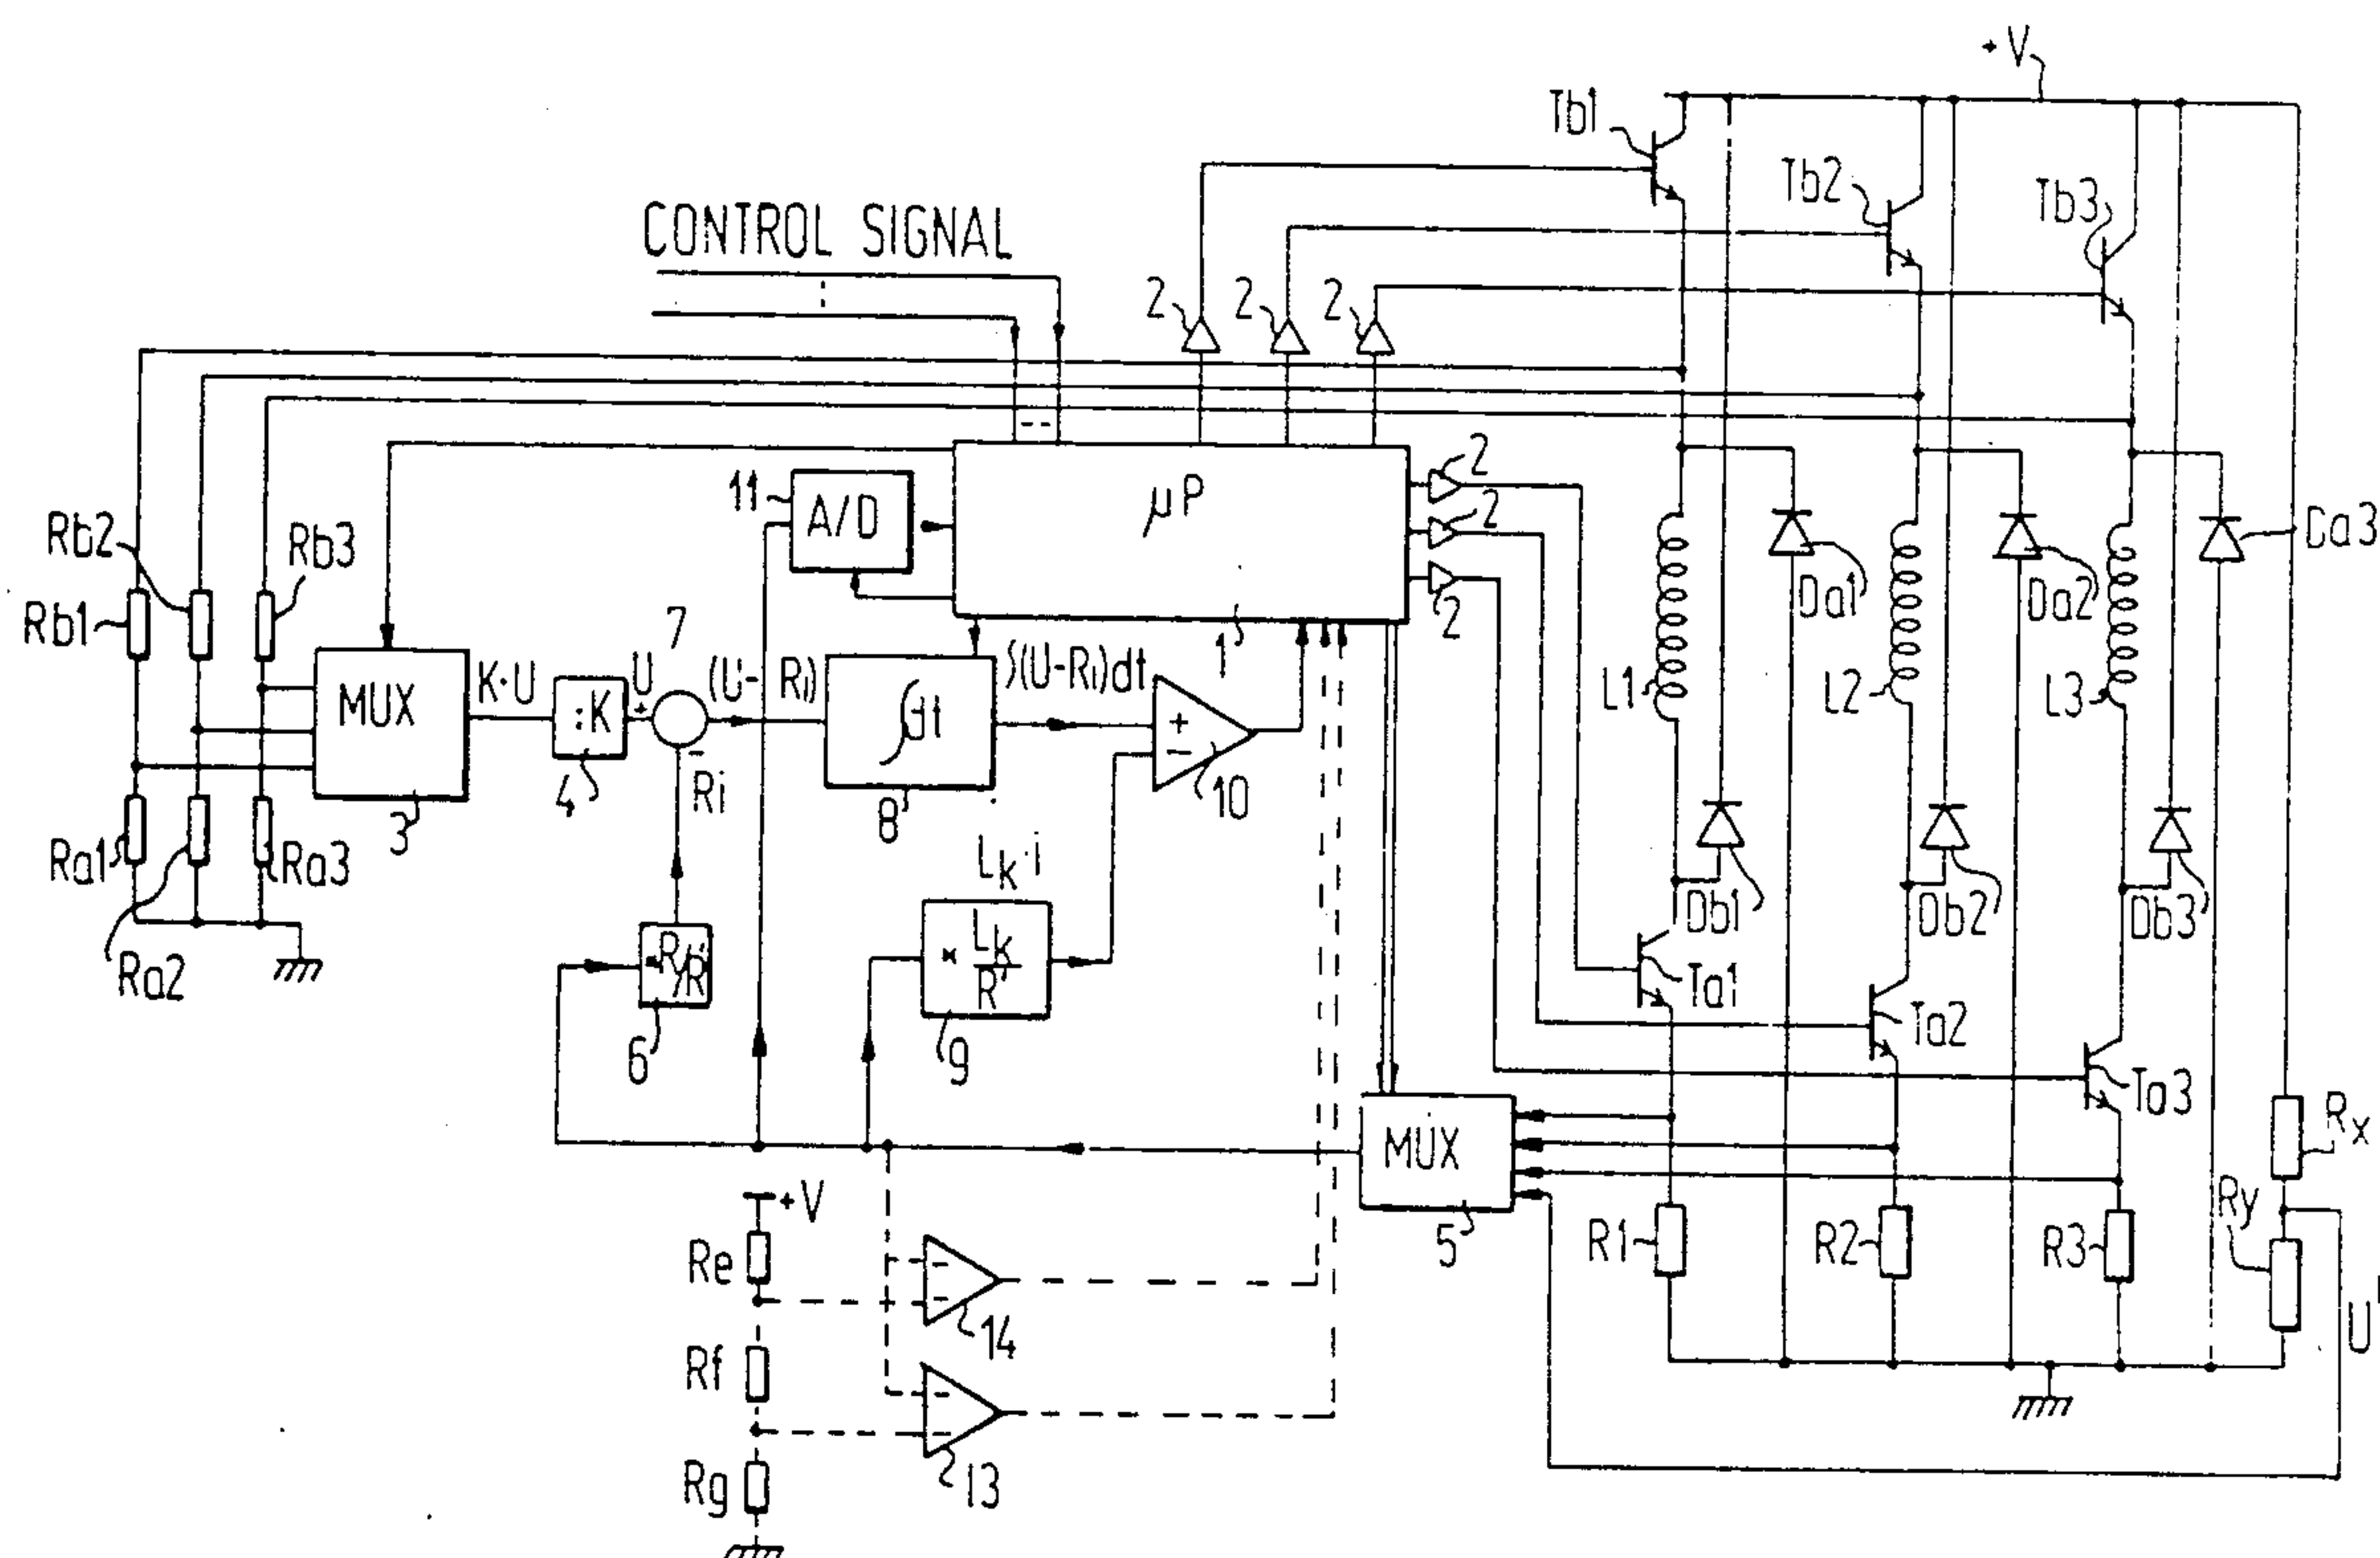 +V
Tb1
Tb2
Tb3
CONTROL SIGNAL
2
2
2
11
A/D
µP
2
2
2
1
Rb2
Rb3
Rb1
Da1
Da2
Da3
MUX
3
K·U
:K
4
U
7
+
-
(U- Ri)
Ri
∫dt
8
∫(U-Ri)dt
+
-
10
L1
L2
L3
Ra1
Ra2
Ra3
6
Lk·i
× Lk/R'
9
Db1
Db2
Db3
Ta1
Ta2
Ta3
MUX
5
Rx
Ry
R1
R2
R3
+V
Re
Rf
Rg
14
13